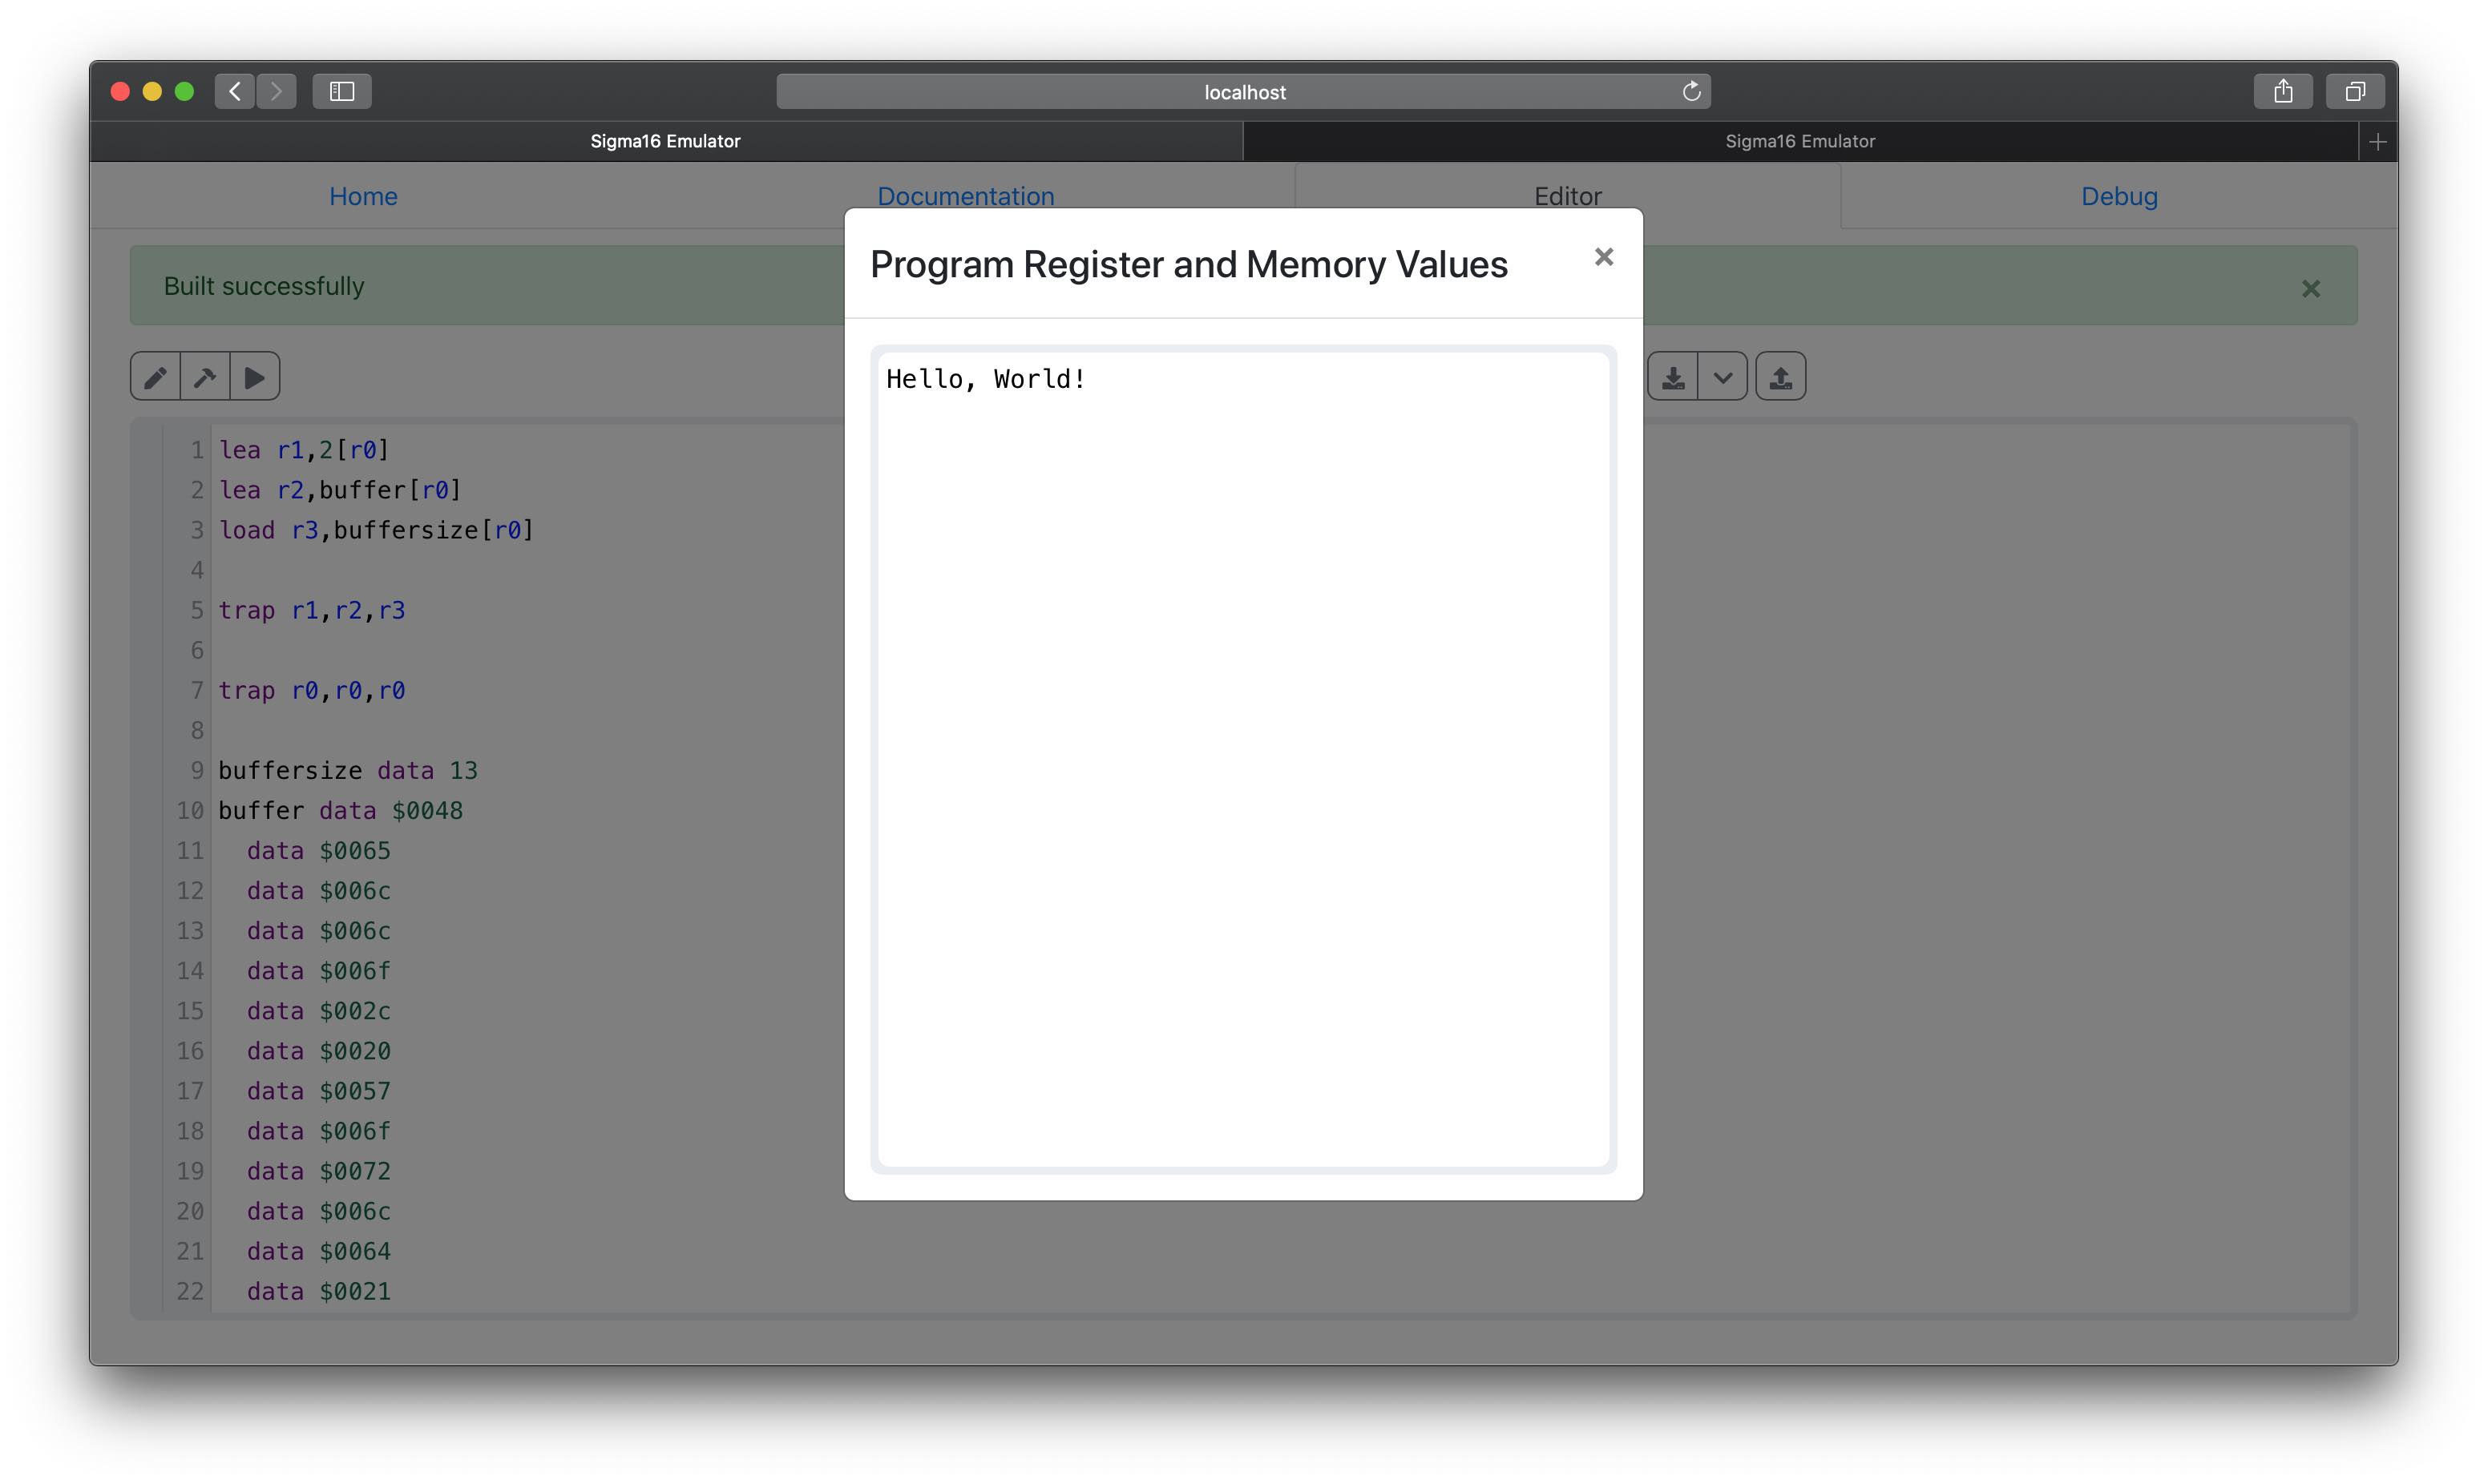 localhost
Sigma16 Emulator
Sigma16 Emulator
Home
Documentation
Editor
Debug
Built successfully
Program Register and Memory Values
Hello, World!
1 lea r1,2[r0]
2 lea r2,buffer[r0]
3 load r3,buffersize[r0]
4
5 trap r1,r2,r3
6
7 trap r0,r0,r0
8
9 buffersize data 13
10 buffer data $0048
11 data $0065
12 data $006c
13 data $006c
14 data $006f
15 data $002c
16 data $0020
17 data $0057
18 data $006f
19 data $0072
20 data $006c
21 data $0064
22 data $0021